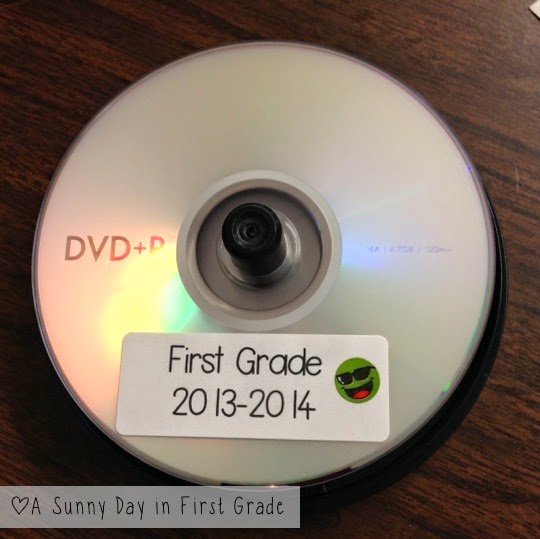 DVD+R
First Grade
2013-2014
♡A Sunny Day in First Grade